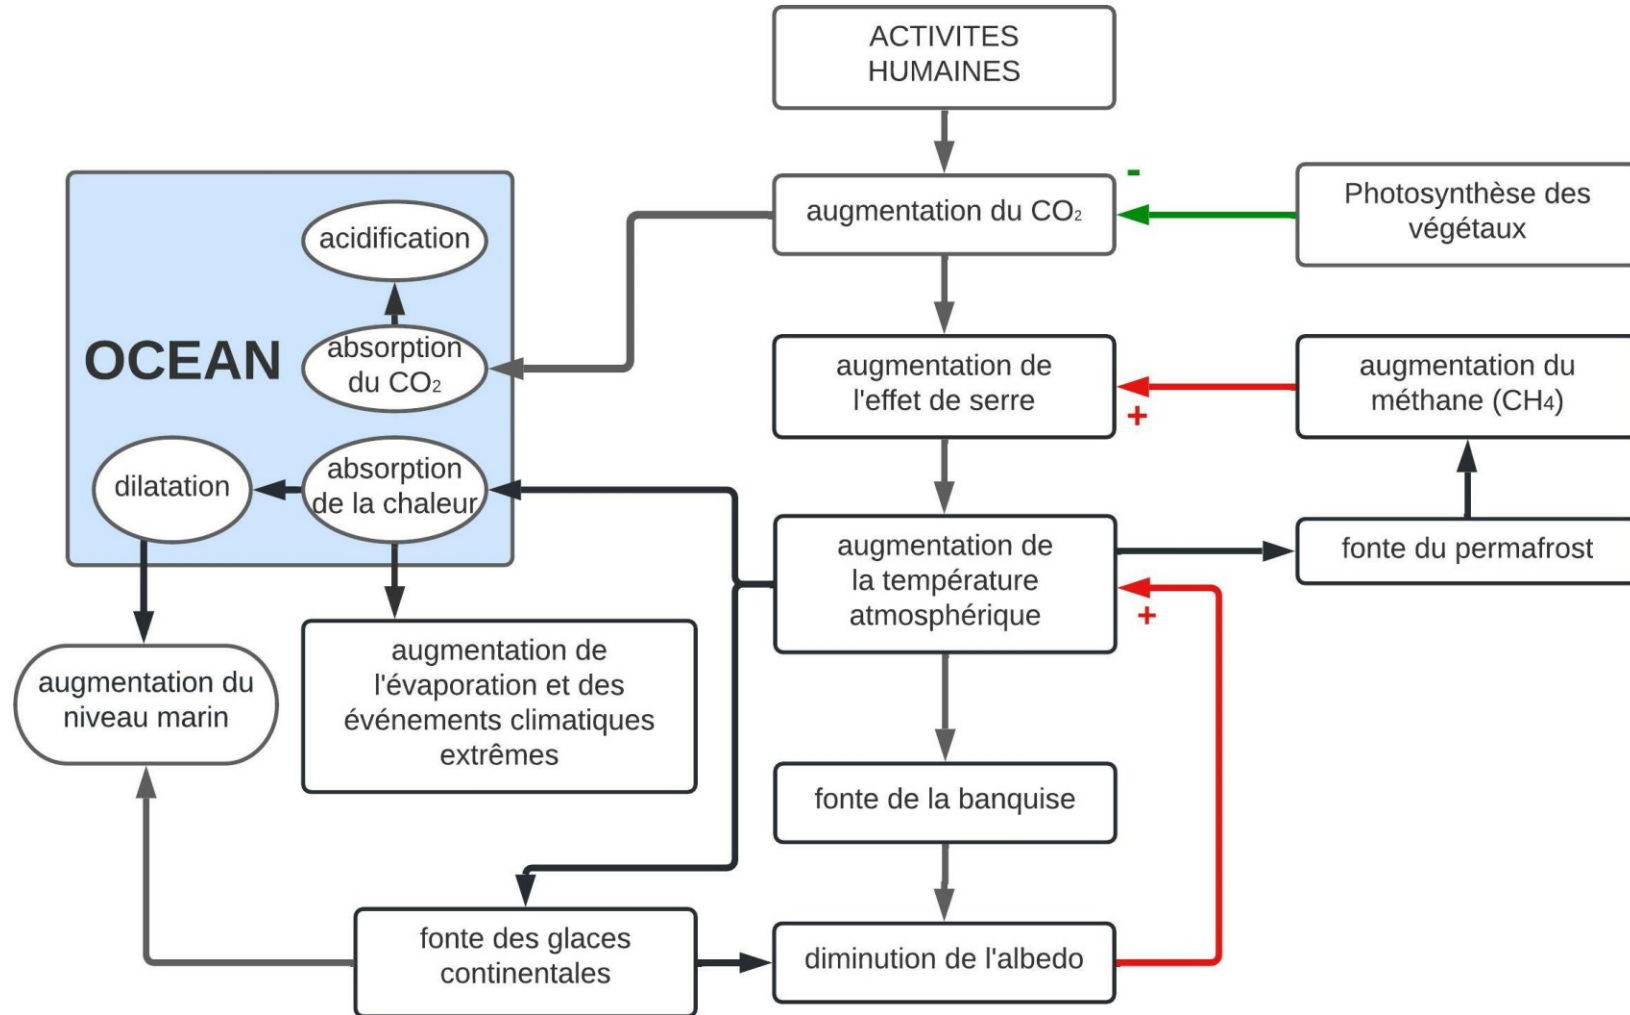 ACTIVITES
HUMAINES
augmentation du CO₂
-
Photosynthèse des
végétaux
acidification
OCEAN
absorption
du CO₂
augmentation de
l'effet de serre
+
augmentation du
méthane (CH₄)
dilatation
absorption
de la chaleur
augmentation de
la température
atmosphérique
+
fonte du permafrost
augmentation du
niveau marin
augmentation de
l'évaporation et des
événements climatiques
extrêmes
fonte de la banquise
fonte des glaces
continentales
diminution de l'albedo